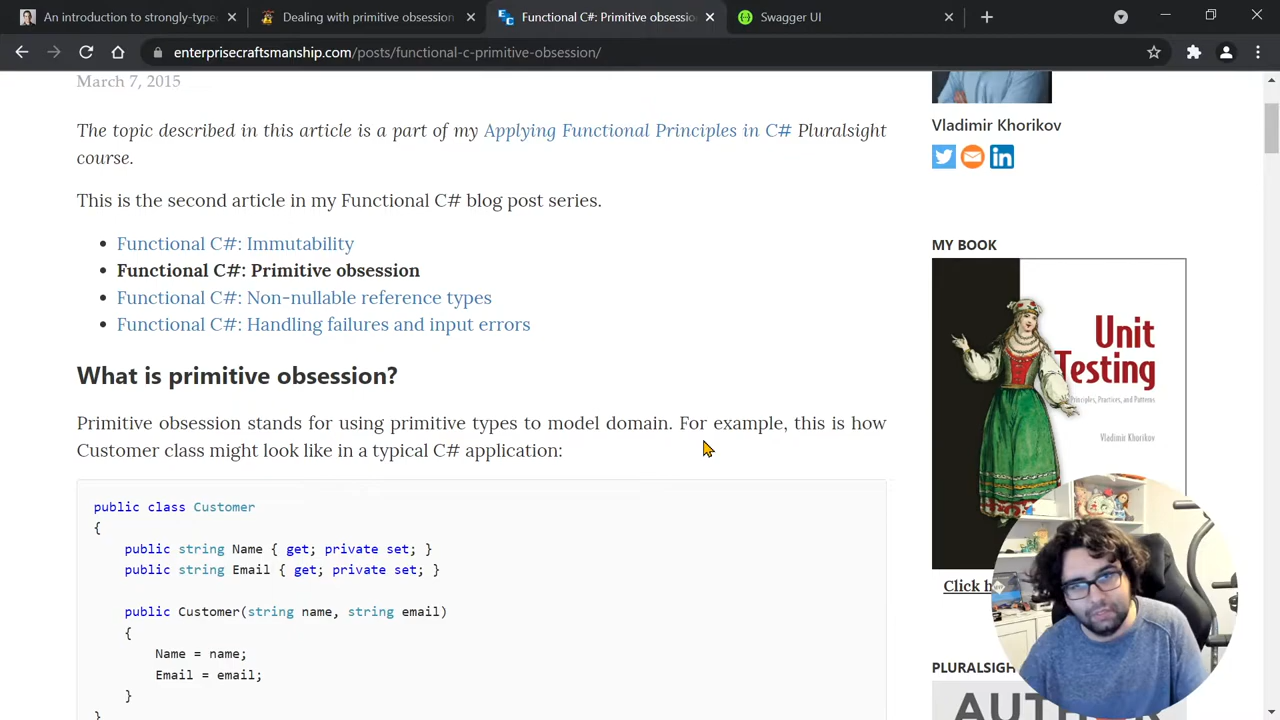 An introduction to strongly-type
Dealing with primitive obsession
Functional C#: Primitive obsessio
Swagger UI
enterprisecraftsmanship.com/posts/functional-c-primitive-obsession/
March 7, 2015
The topic described in this article is a part of my Applying Functional Principles in C# Pluralsight
course.
This is the second article in my Functional C# blog post series.
Functional C#: Immutability
Functional C#: Primitive obsession
Functional C#: Non-nullable reference types
Functional C#: Handling failures and input errors
What is primitive obsession?
Primitive obsession stands for using primitive types to model domain. For example, this is how
Customer class might look like in a typical C# application:
public class Customer
{
public string Name { get; private set; }
public string Email { get; private set; }
public Customer(string name, string email)
{
Name = name;
Email = email;
}
}
Vladimir Khorikov
MY BOOK
Unit
Testing
Principles, Practices, and Patterns
Vladimir Khorikov
Click h
PLURALSIGH
AUTHOR